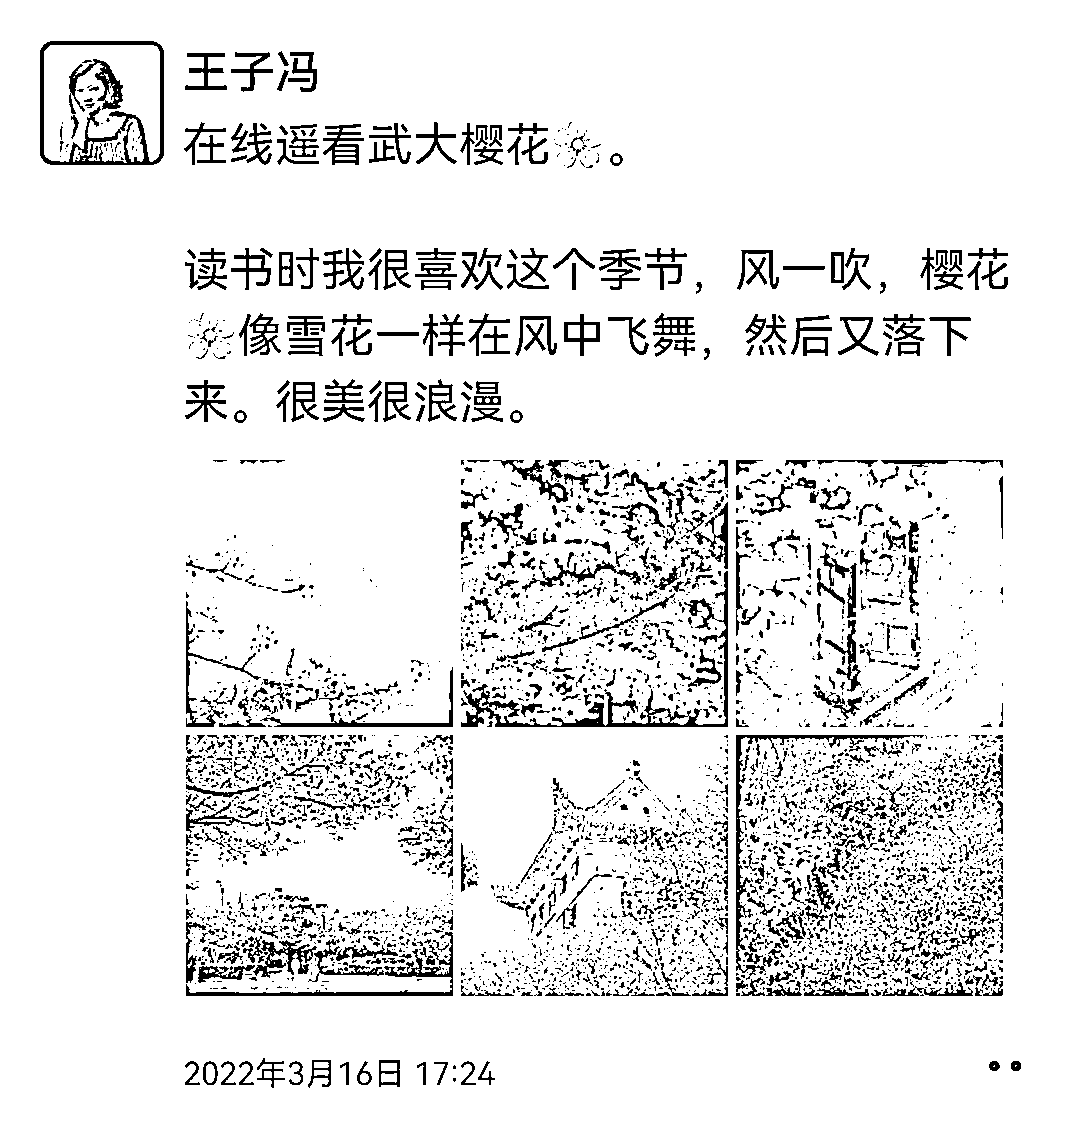 王子冯
在线遥看武大樱花🌸。
读书时我很喜欢这个季节，风一吹，樱花
🌸像雪花一样在风中飞舞，然后又落下
来。很美很浪漫。
2022年3月16日 17:24